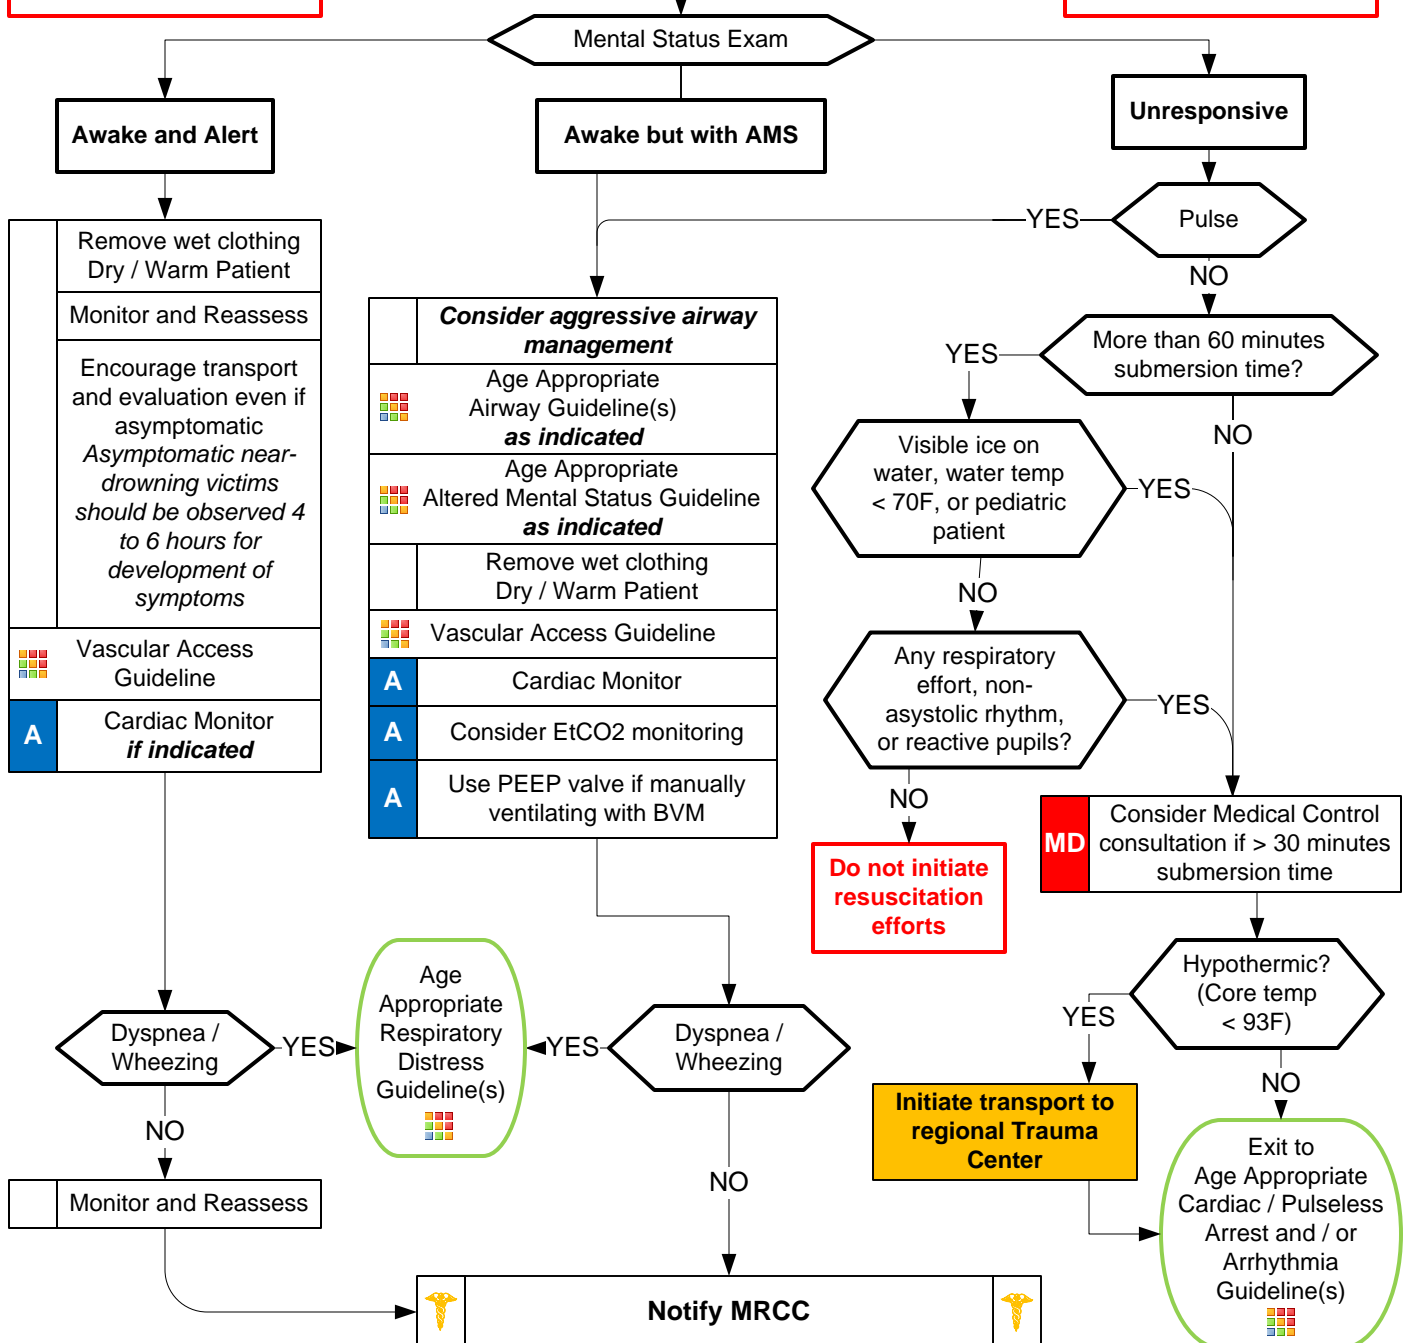 Mental Status Exam
Awake and Alert
Awake but with AMS
Unresponsive
Pulse
YES
NO
Remove wet clothing
Dry / Warm Patient
Monitor and Reassess
Encourage transport
and evaluation even if
asymptomatic
Asymptomatic near-
drowning victims
should be observed 4
to 6 hours for
development of
symptoms
Vascular Access
Guideline
A
Cardiac Monitor
if indicated
Consider aggressive airway
management
Age Appropriate
Airway Guideline(s)
as indicated
Age Appropriate
Altered Mental Status Guideline
as indicated
Remove wet clothing
Dry / Warm Patient
Vascular Access Guideline
A
Cardiac Monitor
A
Consider EtCO2 monitoring
A
Use PEEP valve if manually
ventilating with BVM
More than 60 minutes
submersion time?
YES
NO
Visible ice on
water, water temp
< 70F, or pediatric
patient
YES
NO
Any respiratory
effort, non-
asystolic rhythm,
or reactive pupils?
YES
NO
Do not initiate
resuscitation
efforts
MD
Consider Medical Control
consultation if > 30 minutes
submersion time
Hypothermic?
(Core temp
< 93F)
YES
NO
Initiate transport to
regional Trauma
Center
Exit to
Age Appropriate
Cardiac / Pulseless
Arrest and / or
Arrhythmia
Guideline(s)
Dyspnea /
Wheezing
YES
NO
Age
Appropriate
Respiratory
Distress
Guideline(s)
YES
Dyspnea /
Wheezing
NO
Monitor and Reassess
Notify MRCC